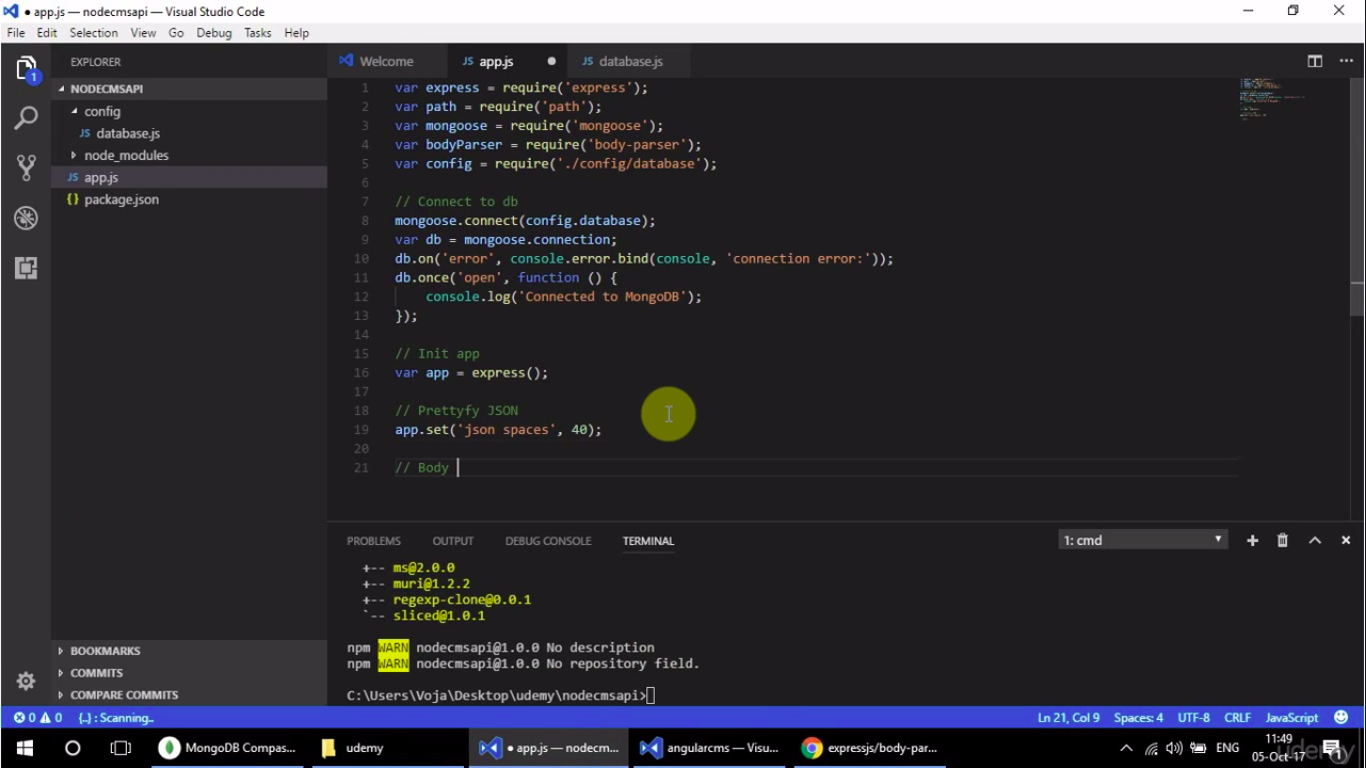 ● app.js — nodecmsapi — Visual Studio Code
File Edit Selection View Go Debug Tasks Help
EXPLORER
NODECMSAPI
config
JS database.js
node_modules
JS app.js
{} package.json
BOOKMARKS
COMMITS
COMPARE COMMITS
Welcome JS app.js ● JS database.js
1 var express = require('express');
2 var path = require('path');
3 var mongoose = require('mongoose');
4 var bodyParser = require('body-parser');
5 var config = require('./config/database');
6
7 // Connect to db
8 mongoose.connect(config.database);
9 var db = mongoose.connection;
10 db.on('error', console.error.bind(console, 'connection error:'));
11 db.once('open', function () {
12 console.log('Connected to MongoDB');
13 });
14
15 // Init app
16 var app = express();
17
18 // Prettyfy JSON
19 app.set('json spaces', 40);
20
21 // Body
PROBLEMS OUTPUT DEBUG CONSOLE TERMINAL 1: cmd
+-- ms@2.0.0
+-- muri@1.2.2
+-- regexp-clone@0.0.1
`-- sliced@1.0.1
npm WARN nodecmsapi@1.0.0 No description
npm WARN nodecmsapi@1.0.0 No repository field.
C:\Users\Voja\Desktop\udemy\nodecmsapi>
1
0 0 {..} : Scanning.. Ln 21, Col 9 Spaces: 4 UTF-8 CRLF JavaScript
MongoDB Compas... udemy ● app.js — nodecm... angularcms — Visu... expressjs/body-par... ENG 11:49
05-Oct-17
udemy
1